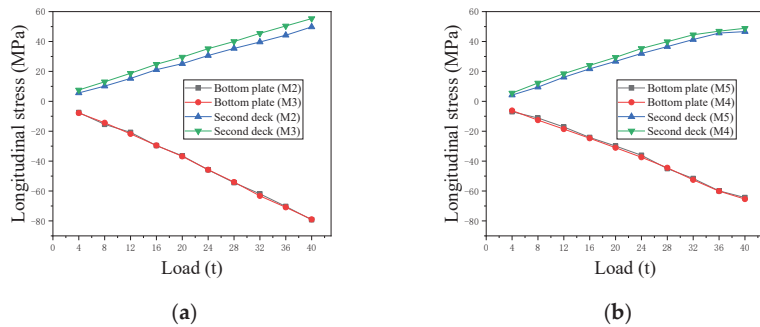 60
40
20
0
-20
-40
-60
-80
Longitudinal stress (MPa)
Bottom plate (M2)
Bottom plate (M3)
Second deck (M2)
Second deck (M3)
4 8 12 16 20 24 28 32 36 40
Load (t)
(a)
60
40
20
0
-20
-40
-60
-80
Longitudinal stress (MPa)
Bottom plate (M5)
Bottom plate (M4)
Second deck (M5)
Second deck (M4)
4 8 12 16 20 24 28 32 36 40
Load (t)
(b)